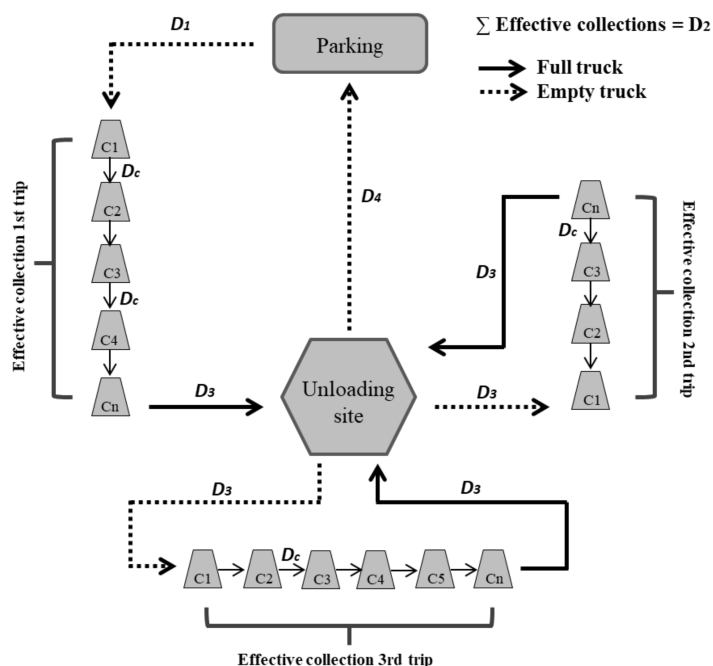 D1
Parking
∑ Effective collections = D2
Full truck
Empty truck
Effective collection 1st trip
C1
Dc
C2
C3
Dc
C4
Cn
D3
D4
Unloading
site
D3
D3
Cn
Dc
C3
C2
C1
Effective collection 2nd trip
D3
D3
C1
C2
Dc
C3
C4
C5
Cn
Effective collection 3rd trip